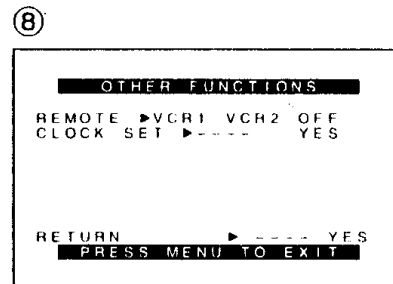 ⑧
OTHER FUNCTIONS
REMOTE ▶VCR1 VCR2 OFF
CLOCK SET ▶---- YES
RETURN ▶ ---- YES
PRESS MENU TO EXIT